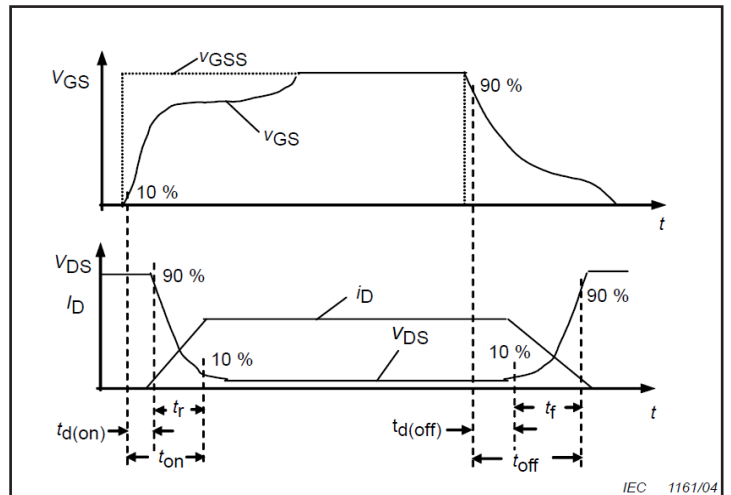 vGSS
VGS
90 %
vGS
10 %
t
VDS
90 %
ID
iD
90 %
VDS
10 %
10 %
tr
tf
t
td(on)
td(off)
ton
toff
IEC 1161/04